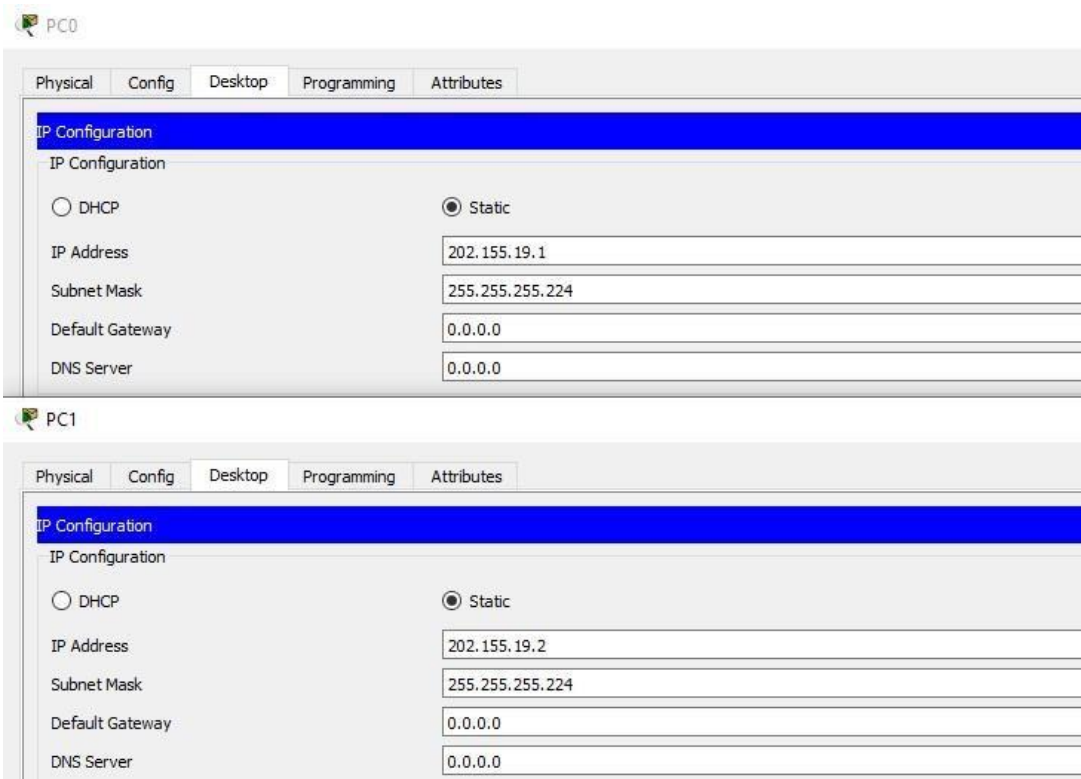 PC0
Physical Config Desktop Programming Attributes
IP Configuration
IP Configuration
DHCP Static
IP Address 202.155.19.1
Subnet Mask 255.255.255.224
Default Gateway 0.0.0.0
DNS Server 0.0.0.0
PC1
Physical Config Desktop Programming Attributes
IP Configuration
IP Configuration
DHCP Static
IP Address 202.155.19.2
Subnet Mask 255.255.255.224
Default Gateway 0.0.0.0
DNS Server 0.0.0.0